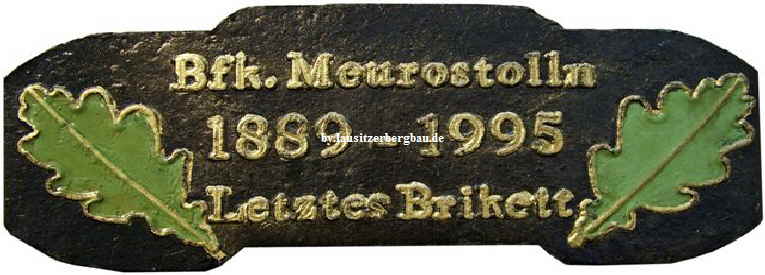 Bfk. Meurostolln
1889 - 1995
by.lausitzerbergbau.de
Letztes Brikett